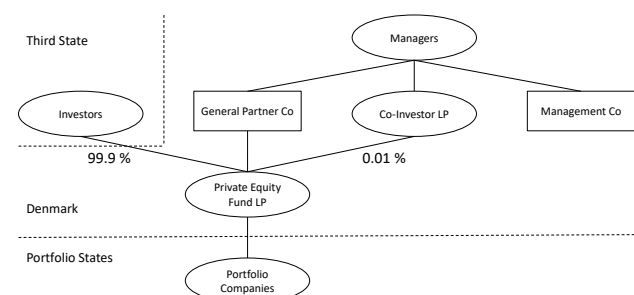 Third State
Managers
Investors
General Partner Co
Co-Investor LP
Management Co
99.9 %
0.01 %
Private Equity
Fund LP
Denmark
Portfolio States
Portfolio
Companies